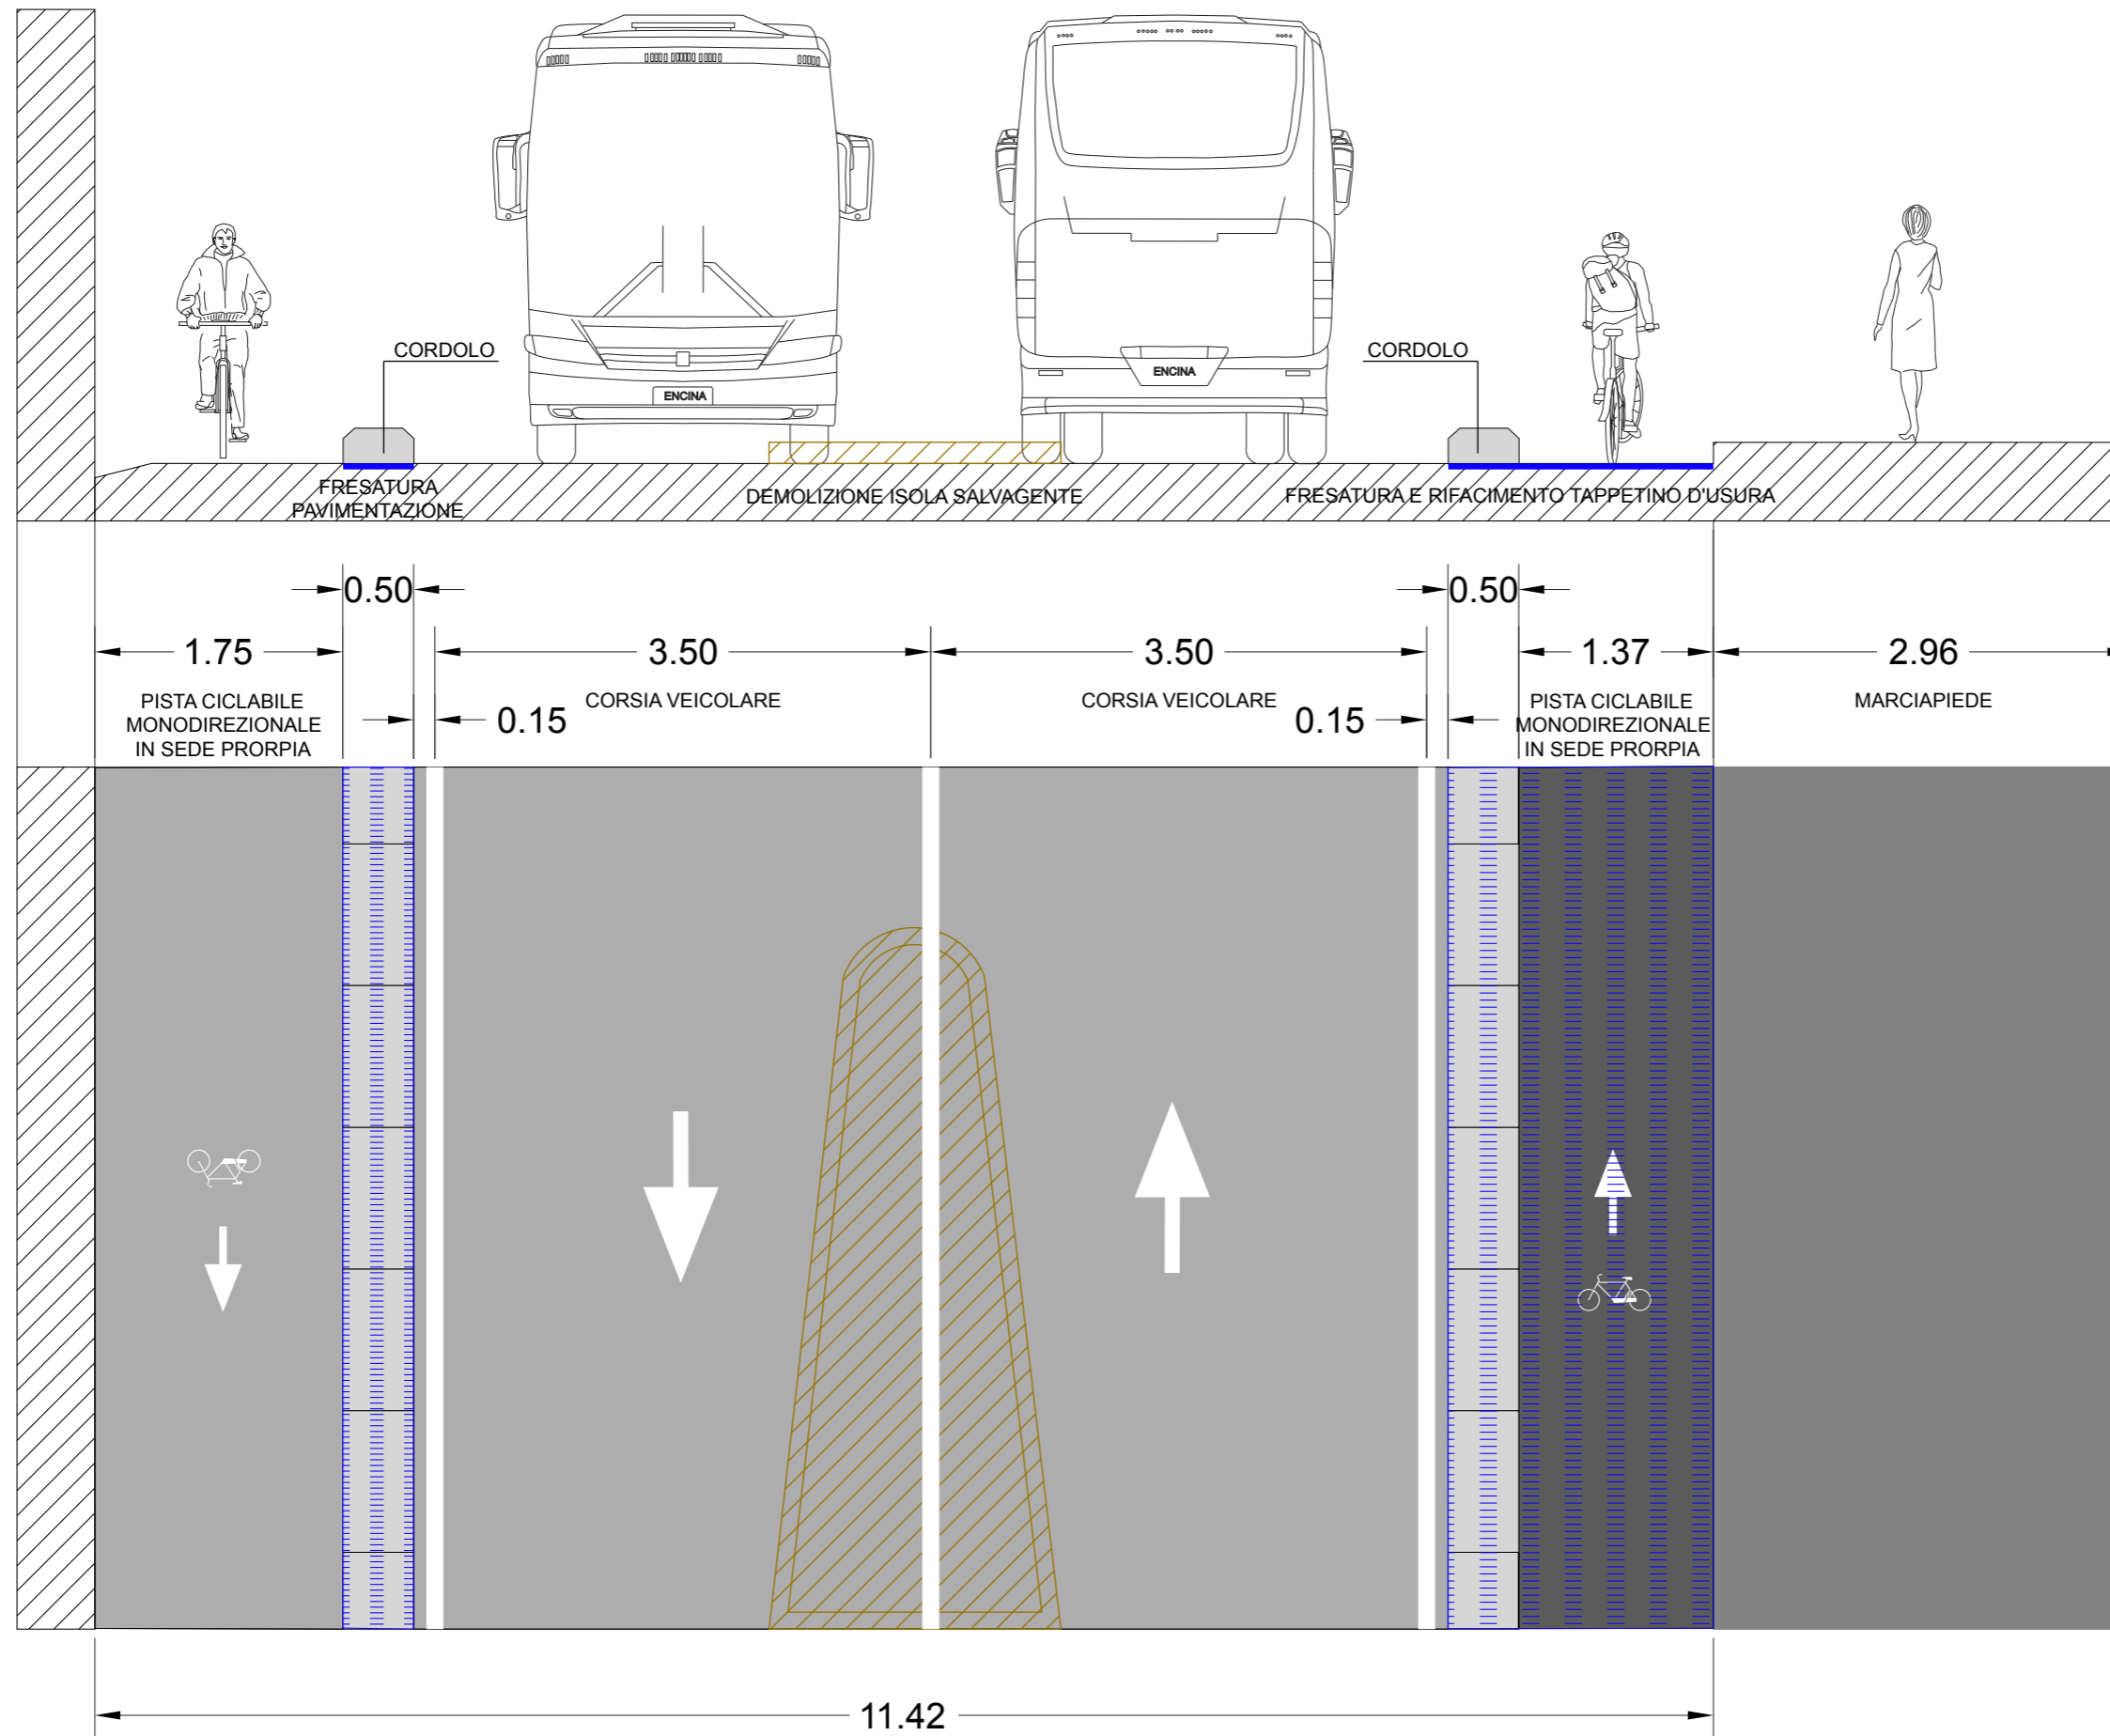 ENCINA
ENCINA
CORDOLO
CORDOLO
FRESATURA
PAVIMENTAZIONE
DEMOLIZIONE ISOLA SALVAGENTE
FRESATURA E RIFACIMENTO TAPPETINO D'USURA
0.50
0.50
1.75
3.50
3.50
1.37
2.96
PISTA CICLABILE
MONODIREZIONALE
IN SEDE PRORPIA
0.15
CORSIA VEICOLARE
CORSIA VEICOLARE
0.15
PISTA CICLABILE
MONODIREZIONALE
IN SEDE PRORPIA
MARCIAPIEDE
11.42